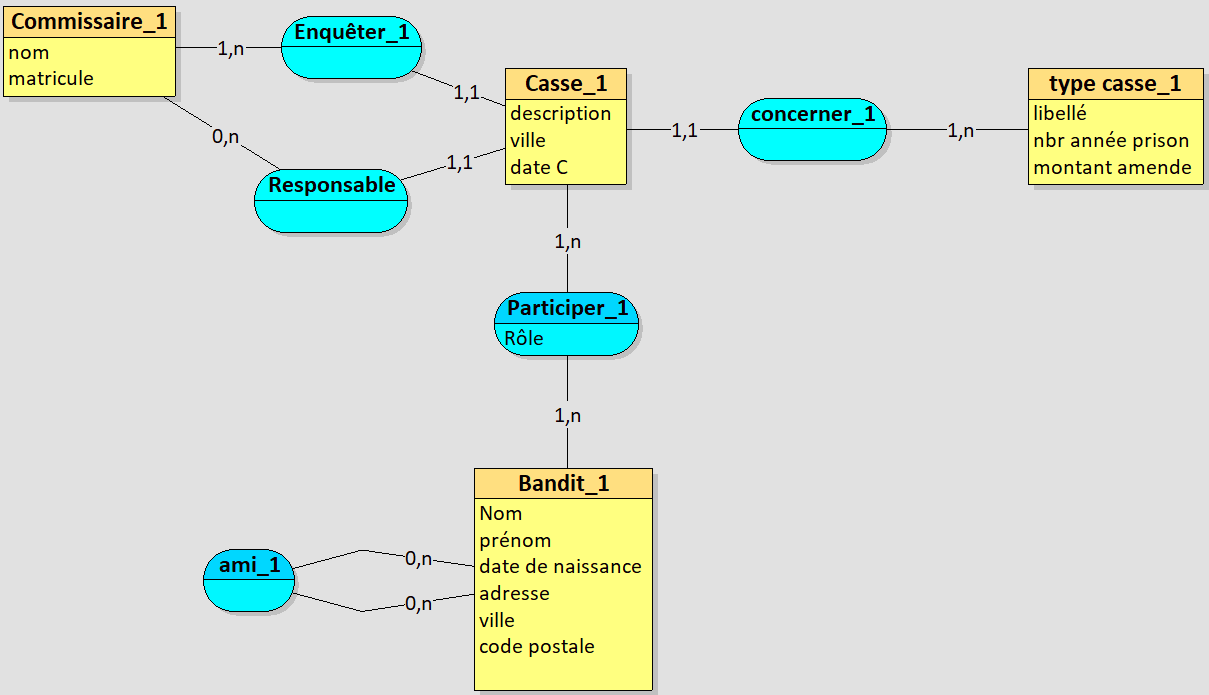 Commissaire_1
nom
matricule
1,n
Enquêter_1
1,1
0,n
Responsable
1,1
Casse_1
description
ville
date C
1,1
concerner_1
1,n
type casse_1
libellé
nbr année prison
montant amende
1,n
Participer_1
Rôle
1,n
Bandit_1
Nom
prénom
date de naissance
adresse
ville
code postale
ami_1
0,n
0,n